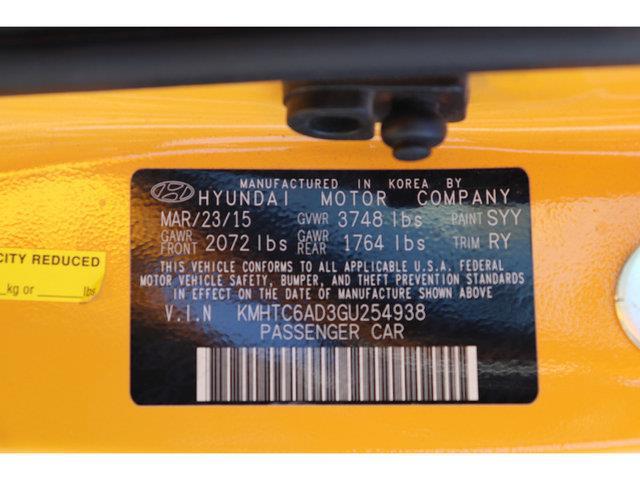 MANUFACTURED IN KOREA BY
HYUNDAI MOTOR COMPANY
MAR/23/15 GVWR 3748 lbs PAINT SYY
GAWR FRONT 2072 lbs GAWR REAR 1764 lbs TRIM RY
THIS VEHICLE CONFORMS TO ALL APPLICABLE U.S.A. FEDERAL
MOTOR VEHICLE SAFETY, BUMPER, AND THEFT PREVENTION STANDARDS
IN EFFECT ON THE DATE OF MANUFACTURE SHOWN ABOVE
V.I.N KMHTC6AD3GU254938
PASSENGER CAR
CITY REDUCED
kg or lbs